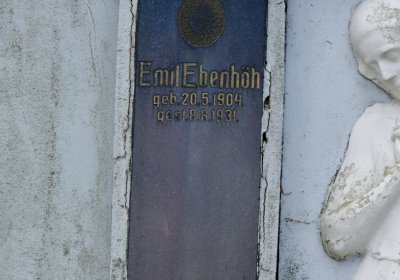 Emil Ebenhöh
geb. 20.5.1904.
gest. 8.8.1931.